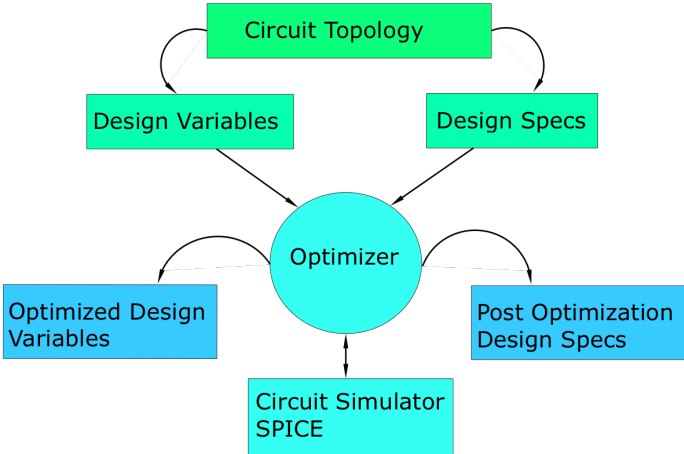 Circuit Topology
Design Variables
Design Specs
Optimizer
Optimized Design
Variables
Post Optimization
Design Specs
Circuit Simulator
SPICE